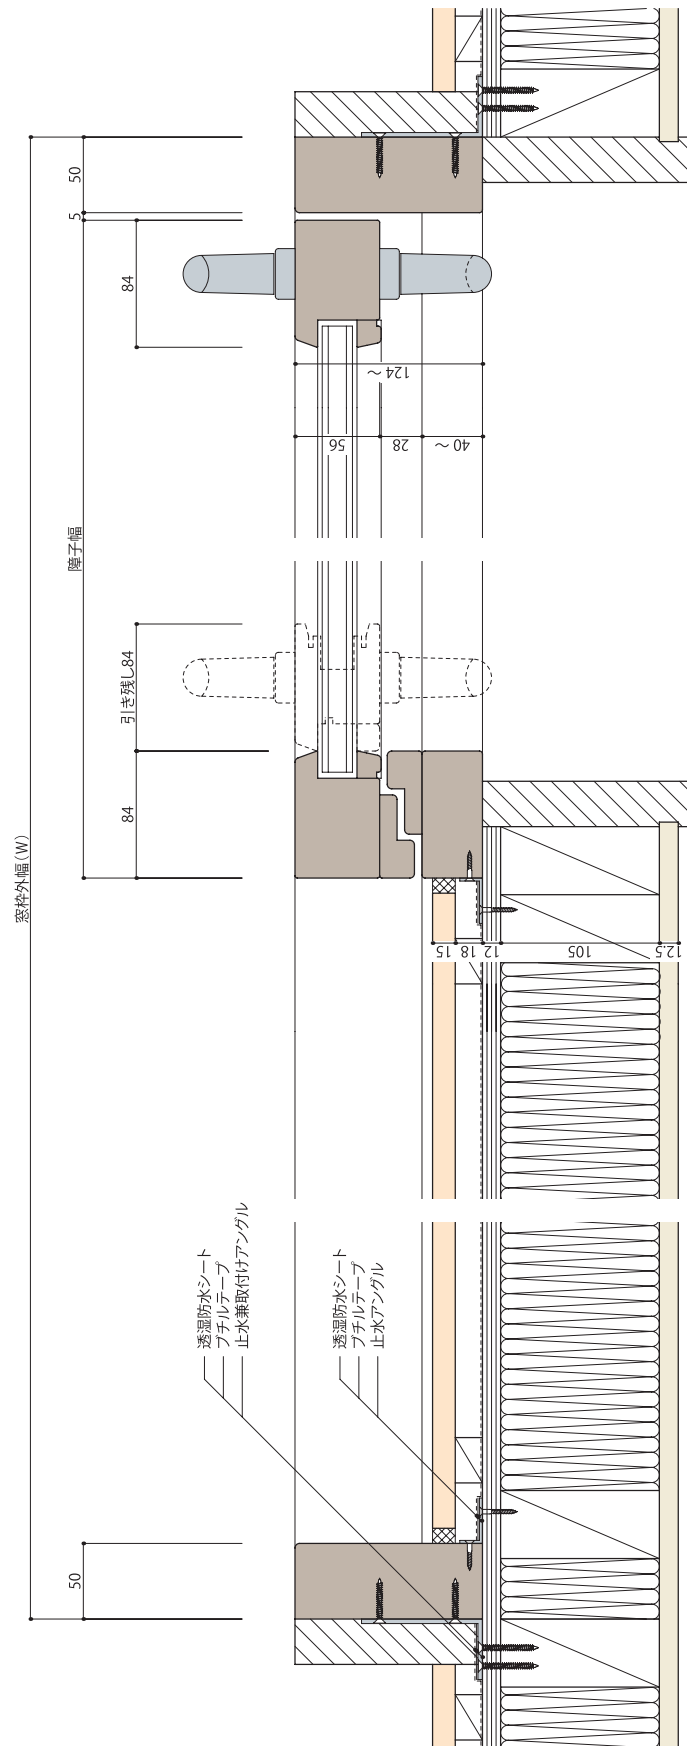 50
5
84
124~
56
28
40~
障子幅
引き残し84
84
窓枠外幅(W)
15
18
12
105
12.5
透湿防水シート
ブチルテープ
止水兼取付けアングル
透湿防水シート
ブチルテープ
止水アングル
50